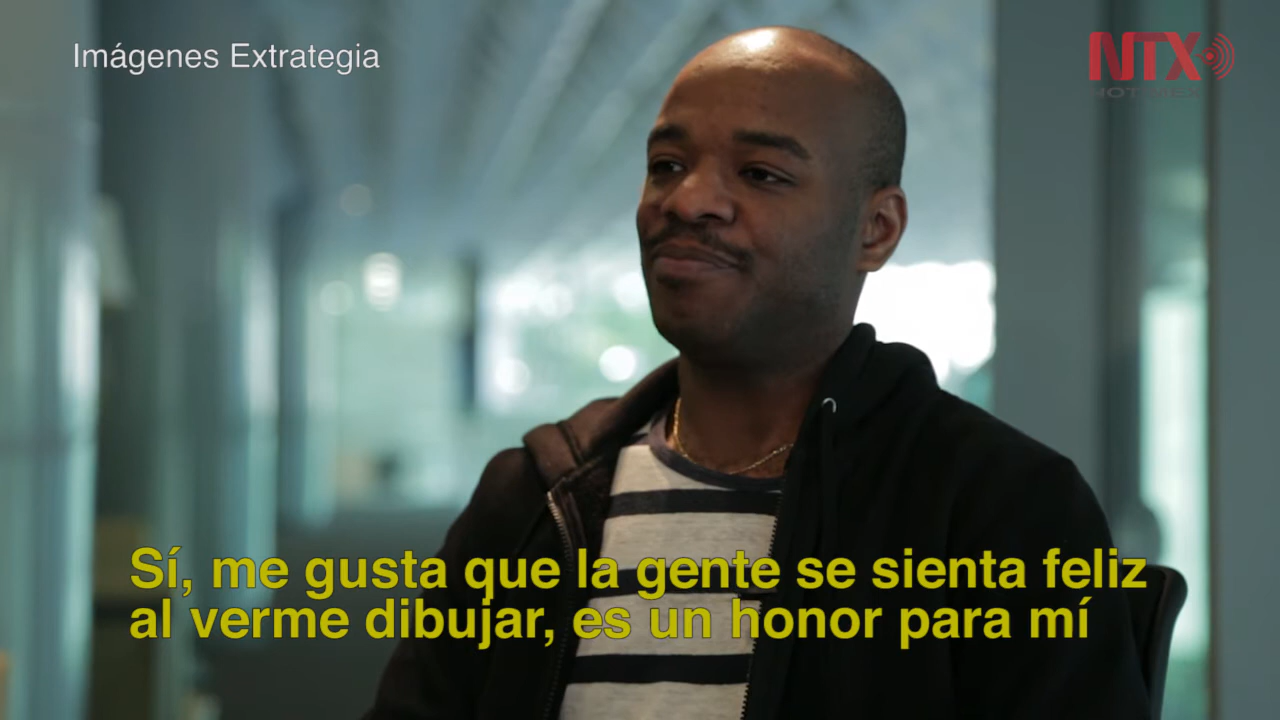 Imágenes Extrategia
NTX
NOTIMEX
Sí, me gusta que la gente se sienta feliz
al verme dibujar, es un honor para mí